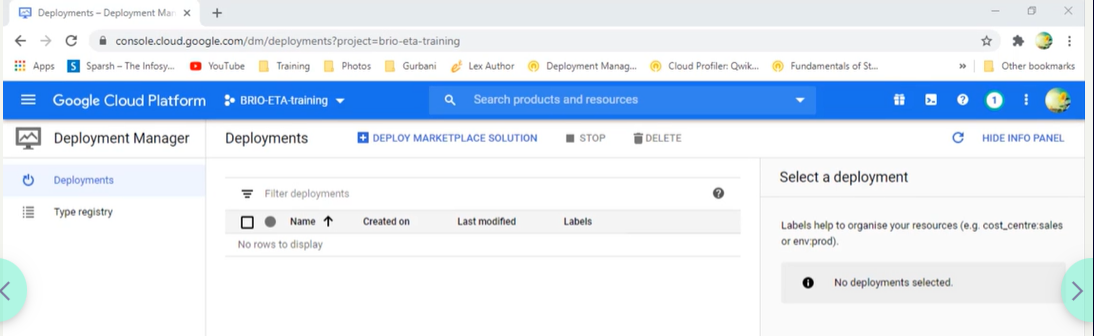 Deployments – Deployment Man
console.cloud.google.com/dm/deployments?project=brio-eta-training
Apps S Sparsh – The Infosy... YouTube Training Photos Gurbani Lex Author Deployment Manag... Cloud Profiler: Qwik... Fundamentals of St... » Other bookmarks
Google Cloud Platform BRIO-ETA-training Search products and resources 1
Deployment Manager Deployments DEPLOY MARKETPLACE SOLUTION STOP DELETE HIDE INFO PANEL
Deployments
Type registry
Filter deployments
Name Created on Last modified Labels
No rows to display
Select a deployment
Labels help to organise your resources (e.g. cost_centre:sales
or env:prod).
No deployments selected.